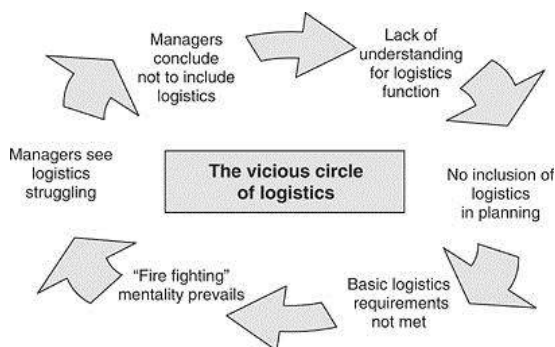 Managers
conclude
not to include
logistics
Lack of
understanding
for logistics
function
Managers see
logistics
struggling
The vicious circle
of logistics
No inclusion of
logistics
in planning
“Fire fighting”
mentality prevails
Basic logistics
requirements
not met